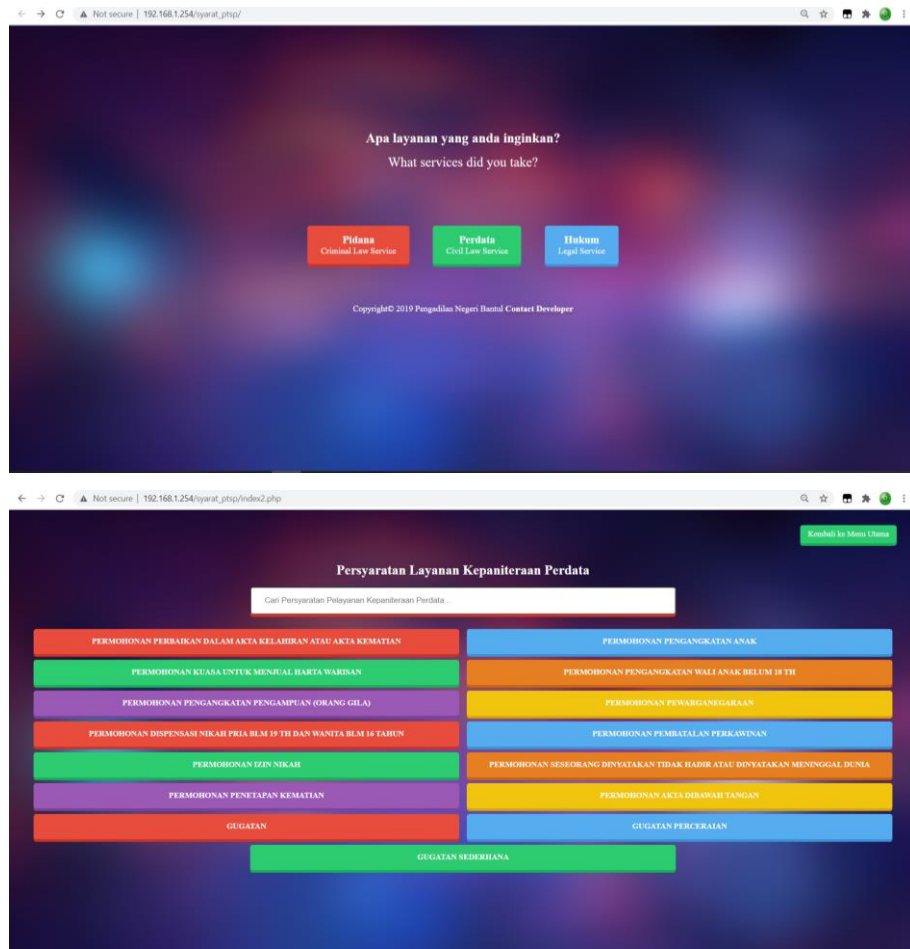 Not secure | 192.168.1.254/syarat_ptsp/
Apa layanan yang anda inginkan?
What services did you take?
Pidana
Criminal Law Service
Perdata
Civil Law Service
Hukum
Legal Service
Copyright© 2019 Pengadilan Negeri Bantul Contact Developer
Not secure | 192.168.1.254/syarat_ptsp/index2.php
Kembali ke Menu Utama
Persyaratan Layanan Kepaniteraan Perdata
Cari Persyaratan Pelayanan Kepaniteraan Perdata...
PERMOHONAN PERBAIKAN DALAM AKTA KELAHIRAN ATAU AKTA KEMATIAN
PERMOHONAN PENGANGKATAN ANAK
PERMOHONAN KUASA UNTUK MENJUAL HARTA WARISAN
PERMOHONAN PENGANGKATAN WALI ANAK BELUM 18 TH
PERMOHONAN PENGANGKATAN PENGAMPUAN (ORANG GILA)
PERMOHONAN PEWARGANEGARAAN
PERMOHONAN DISPENSASI NIKAH PRIA BLM 19 TH DAN WANITA BLM 16 TAHUN
PERMOHONAN PEMBATALAN PERKAWINAN
PERMOHONAN IZIN NIKAH
PERMOHONAN SESEORANG DINYATAKAN TIDAK HADIR ATAU DINYATAKAN MENINGGAL DUNIA
PERMOHONAN PENETAPAN KEMATIAN
PERMOHONAN AKTA DIBAWAH TANGAN
GUGATAN
GUGATAN PERCERAIAN
GUGATAN SEDERHANA